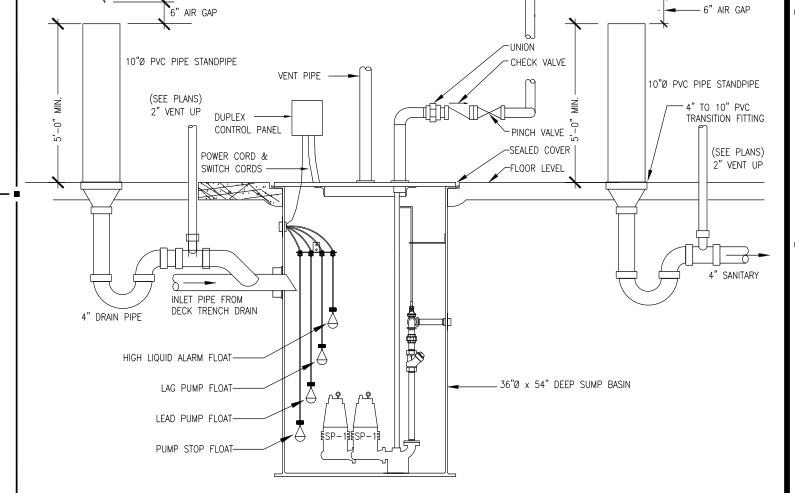 6" AIR GAP
6" AIR GAP
10"Ø PVC PIPE STANDPIPE
5'-0" MIN.
(SEE PLANS)
2" VENT UP
VENT PIPE
UNION
CHECK VALVE
DUPLEX
CONTROL PANEL
POWER CORD &
SWITCH CORDS
PINCH VALVE
SEALED COVER
FLOOR LEVEL
5'-0" MIN.
10"Ø PVC PIPE STANDPIPE
4" TO 10" PVC
TRANSITION FITTING
(SEE PLANS)
2" VENT UP
4" SANITARY
4" DRAIN PIPE
INLET PIPE FROM
DECK TRENCH DRAIN
HIGH LIQUID ALARM FLOAT
LAG PUMP FLOAT
LEAD PUMP FLOAT
PUMP STOP FLOAT
36"Ø x 54" DEEP SUMP BASIN
SP-1
SP-1